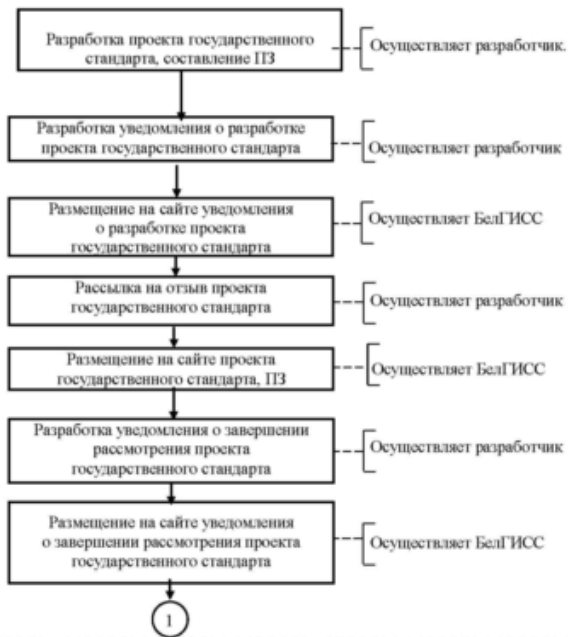 Разработка проекта государственного
стандарта, составление ПЗ
Осуществляет разработчик.
Разработка уведомления о разработке
проекта государственного стандарта
Осуществляет разработчик
Размещение на сайте уведомления
о разработке проекта
государственного стандарта
Осуществляет БелГИСС
Рассылка на отзыв проекта
государственного стандарта
Осуществляет разработчик
Размещение на сайте проекта
государственного стандарта, ПЗ
Осуществляет БелГИСС
Разработка уведомления о завершении
рассмотрения проекта
государственного стандарта
Осуществляет разработчик
Размещение на сайте уведомления
о завершении рассмотрения проекта
государственного стандарта
Осуществляет БелГИСС
1